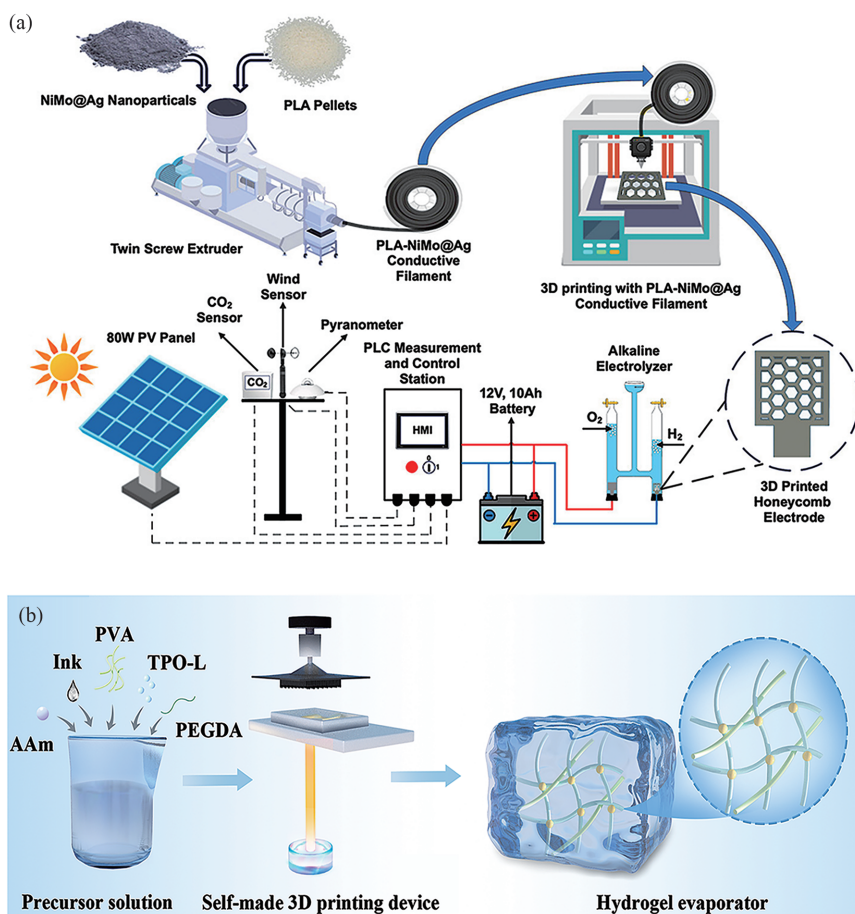 (a)
NiMo@Ag Nanoparticals
PLA Pellets
Twin Screw Extruder
PLA-NiMo@Ag
Conductive
Filament
3D printing with PLA-NiMo@Ag
Conductive Filament
80W PV Panel
CO2
Sensor
Wind
Sensor
Pyranometer
CO2
PLC Measurement
and Control
Station
HMI
1
12V, 10Ah
Battery
Alkaline
Electrolyzer
O2
H2
3D Printed
Honeycomb
Electrode
(b)
AAm
Ink
PVA
TPO-L
PEGDA
Precursor solution
Self-made 3D printing device
Hydrogel evaporator